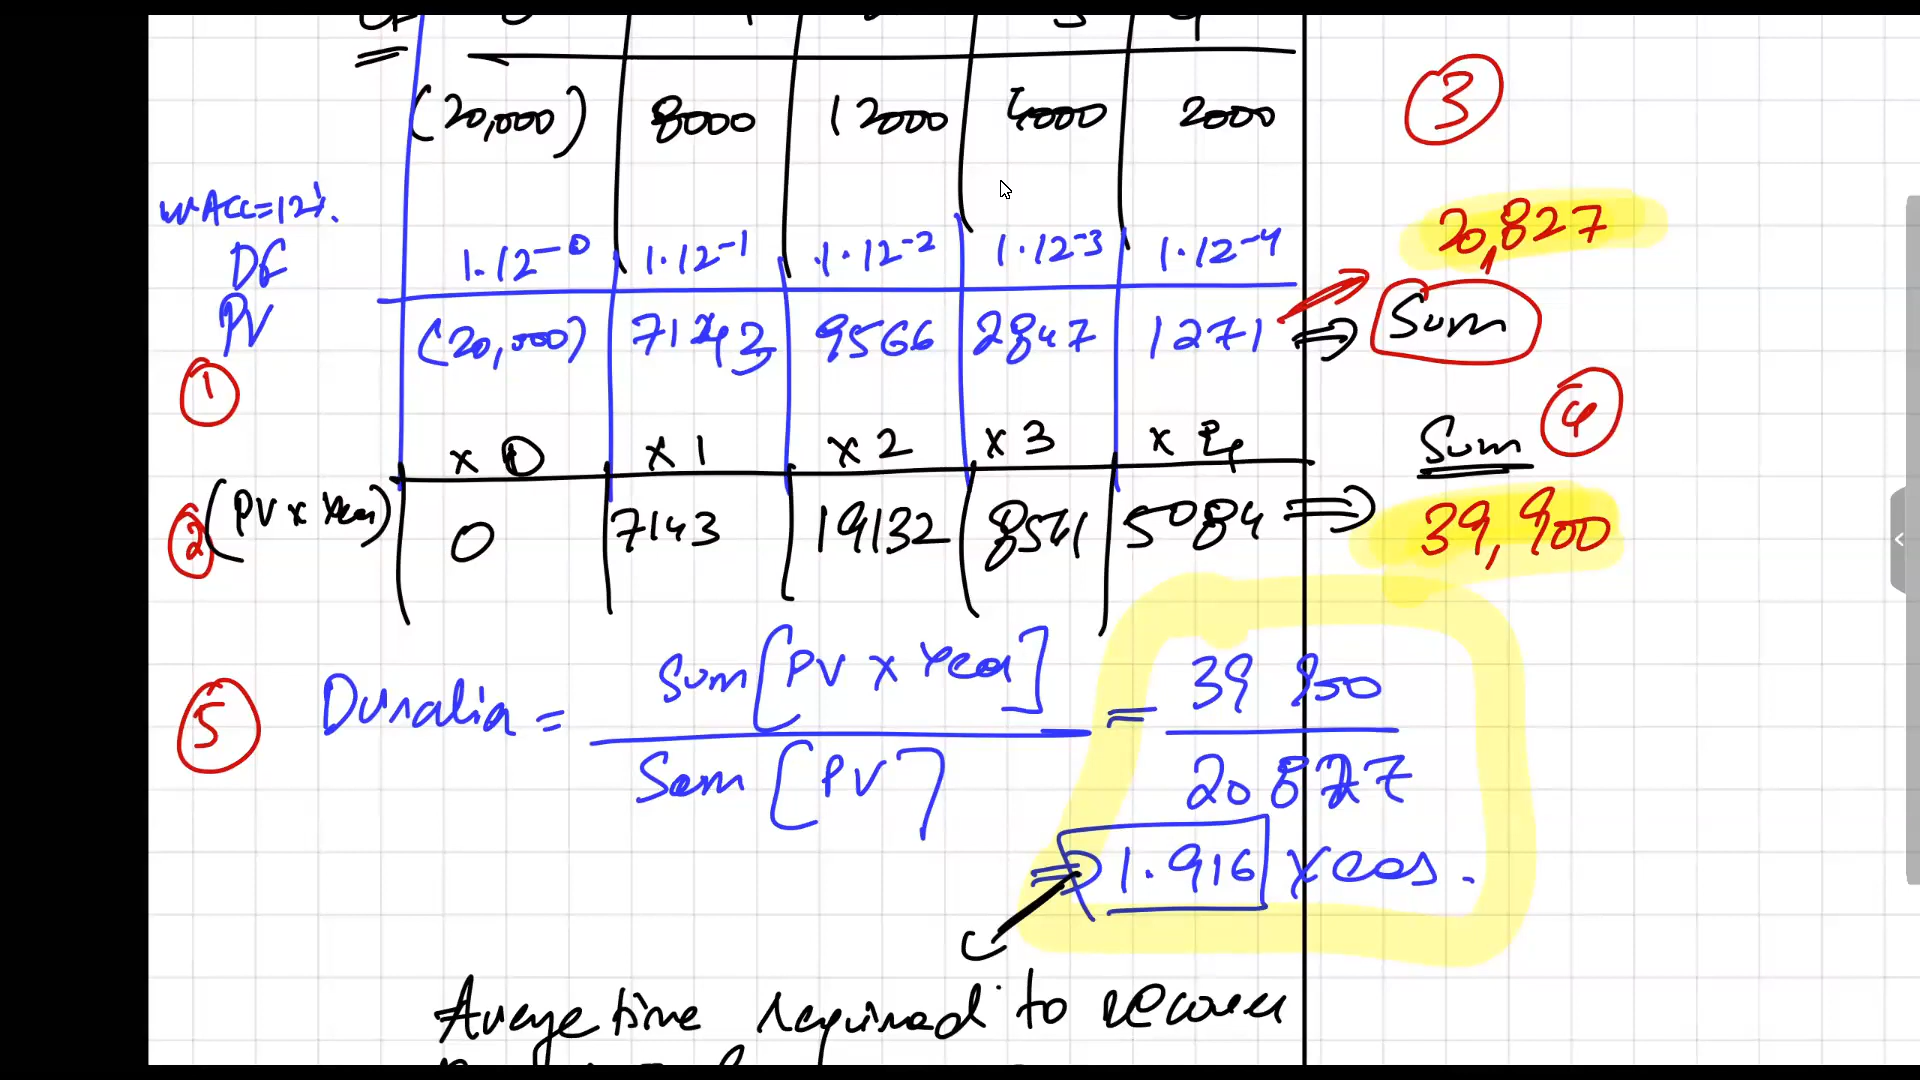 (20,000) 8000 12000 4000 2000 ③
WACC=12%.
20,827
DF 1.12⁻⁰ 1.12⁻¹ 1.12⁻² 1.12⁻³ 1.12⁻⁴
PV (20,000) 7143 9566 2847 1271 ⇒ Sum
①
x 0 x 1 x 2 x 3 x 4 Sum ④
② (PV x Year) 0 7143 19132 8541 5084 ⇒ 39,900
⑤ Duration = Sum[PV x Year] = 39 900
Sum [PV] 20 827
⇒ 1.916 Years.
Average time required to recover